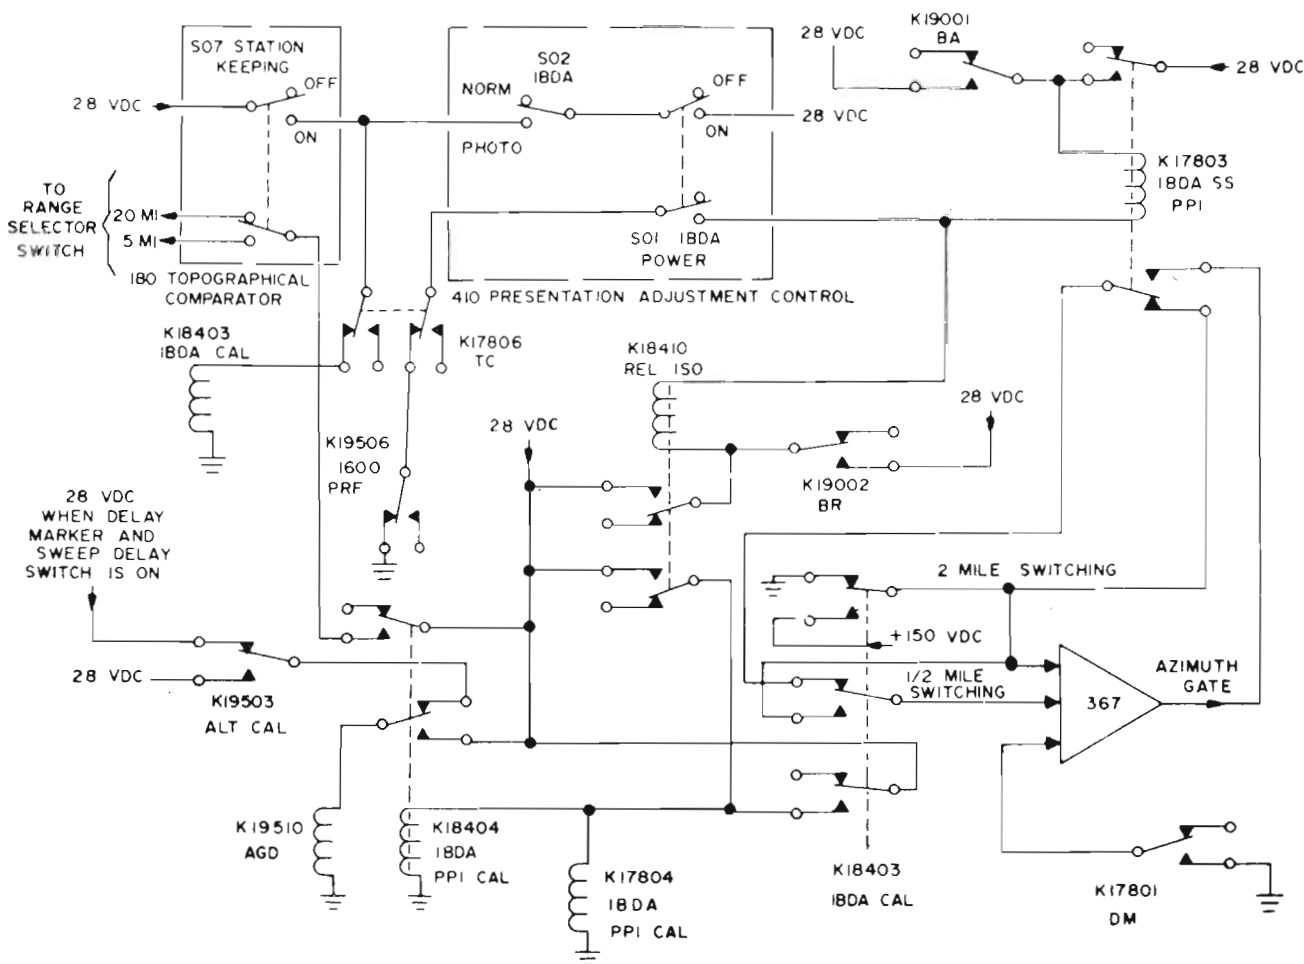 S07 STATION
KEEPING
OFF
28 VDC
ON
TO
RANGE
SELECTOR
SWITCH
20 MI
5 MI
180 TOPOGRAPHICAL
COMPARATOR
S02
IBDA
NORM
PHOTO
OFF
ON
28 VDC
S01 IBDA
POWER
410 PRESENTATION ADJUSTMENT CONTROL
28 VDC
K19001
BA
28 VDC
K17803
IBDA SS
PPI
K18403
IBDA CAL
K17806
TC
K18410
REL ISO
28 VDC
K19506
1600
PRF
28 VDC
K19002
BR
28 VDC
WHEN DELAY
MARKER AND
SWEEP DELAY
SWITCH IS ON
28 VDC
K19503
ALT CAL
2 MILE SWITCHING
+150 VDC
1/2 MILE
SWITCHING
367
AZIMUTH
GATE
K19510
AGD
K18404
IBDA
PPI CAL
K17804
IBDA
PPI CAL
K18403
IBDA CAL
K17801
DM